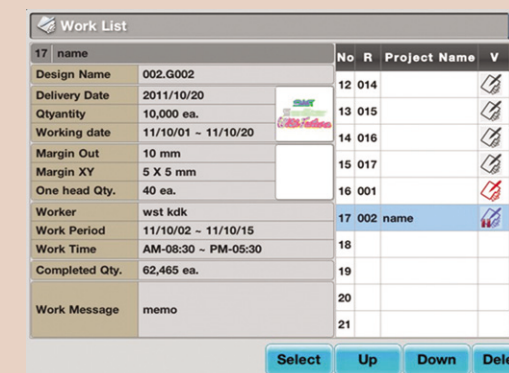 Work List
17 name
Design Name 002.G002
Delivery Date 2011/10/20
Qtyantity 10,000 ea.
Working date 11/10/01 ~ 11/10/20
Margin Out 10 mm
Margin XY 5 X 5 mm
One head Qty. 40 ea.
Worker wst kdk
Work Period 11/10/02 ~ 11/10/15
Work Time AM-08:30 ~ PM-05:30
Completed Qty. 62,465 ea.
Work Message memo
No R Project Name V
12 014
13 015
14 016
15 017
16 001
17 002 name
18
19
20
21
Select Up Down Dele